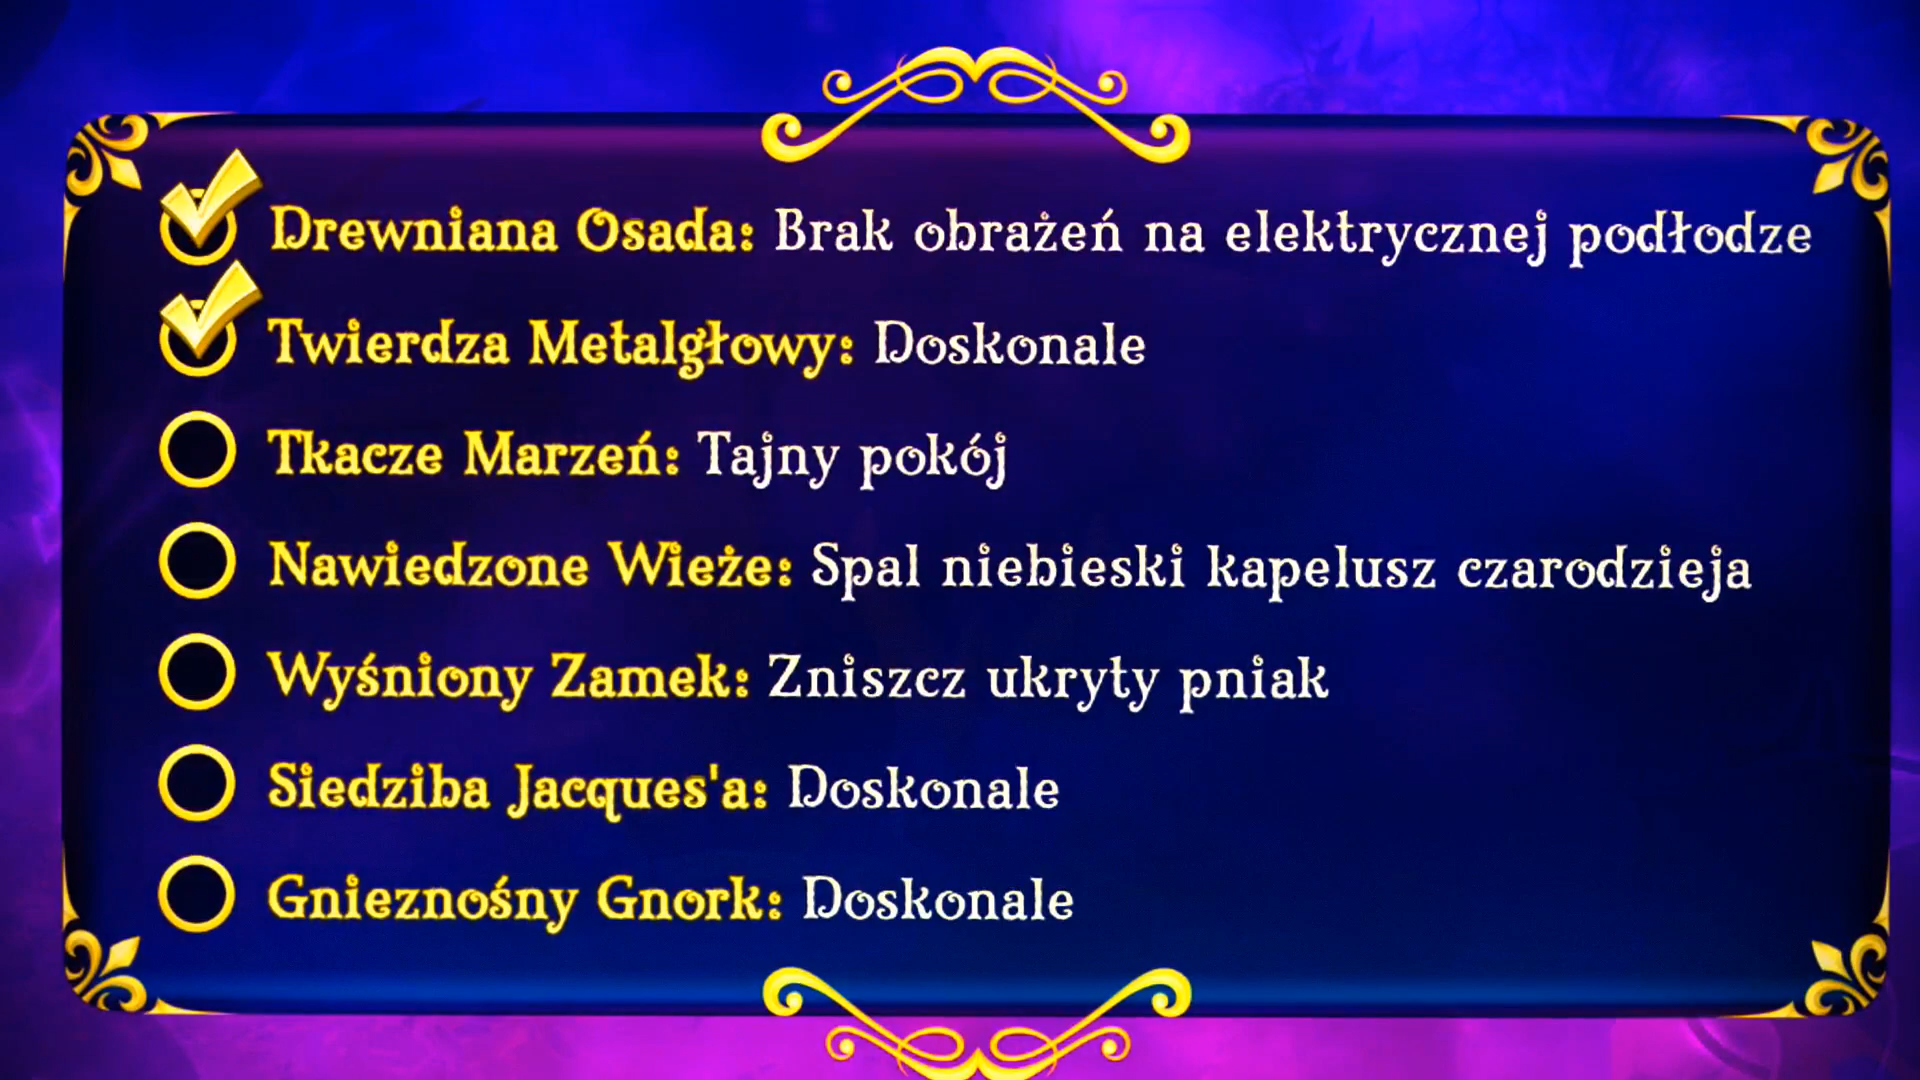 Drewniana Osada: Brak obrażeń na elektrycznej podłodze
Twierdza Metalgłowy: Doskonale
Tkacze Marzeń: Tajny pokój
Nawiedzone Wieże: Spal niebieski kapelusz czarodzieja
Wyśniony Zamek: Zniszcz ukryty pniak
Siedziba Jacques'a: Doskonale
Gnieznośny Gnork: Doskonale